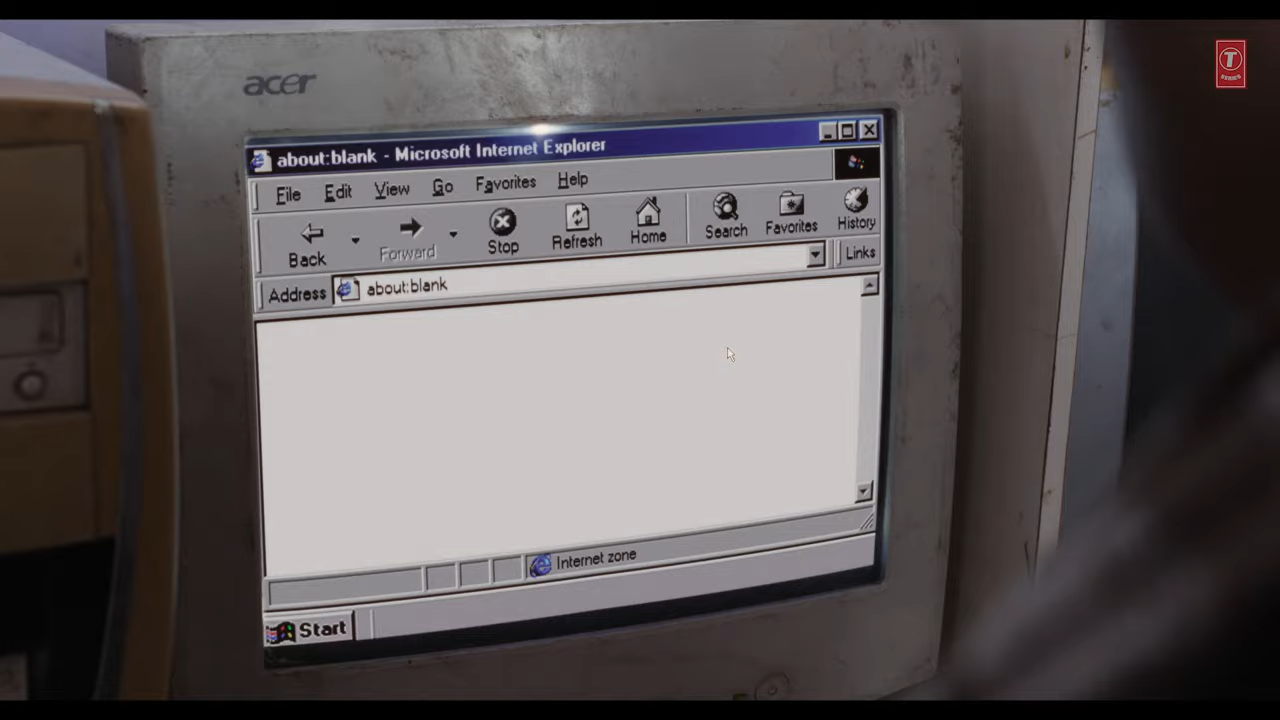 acer
T
SERIES
about:blank - Microsoft Internet Explorer
File Edit View Go Favorites Help
Back Forward Stop Refresh Home Search Favorites History
Address about:blank Links
Internet zone
Start